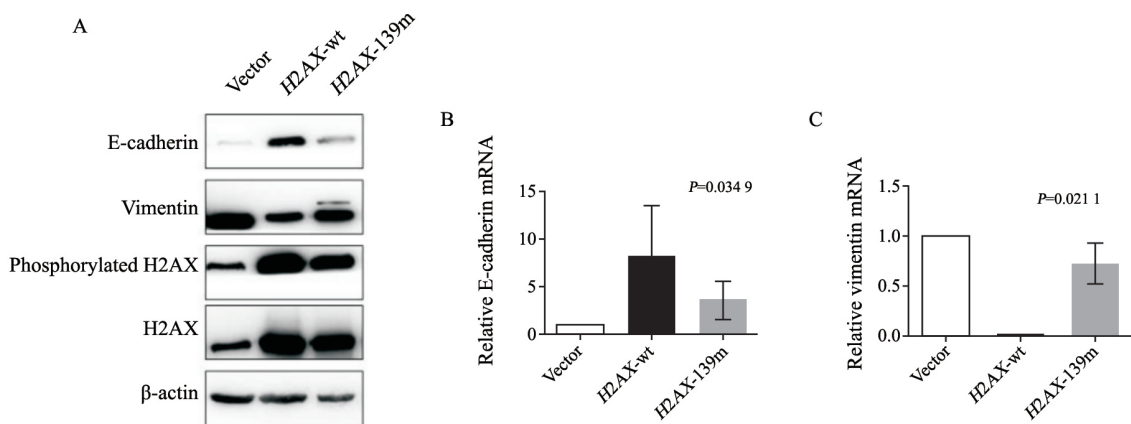 A
Vector
H2AX-wt
H2AX-139m
E-cadherin
Vimentin
Phosphorylated H2AX
H2AX
β-actin
B
Relative E-cadherin mRNA
15
10
5
0
P=0.034 9
Vector
H2AX-wt
H2AX-139m
C
Relative vimentin mRNA
1.5
1.0
0.5
0.0
P=0.021 1
Vector
H2AX-wt
H2AX-139m